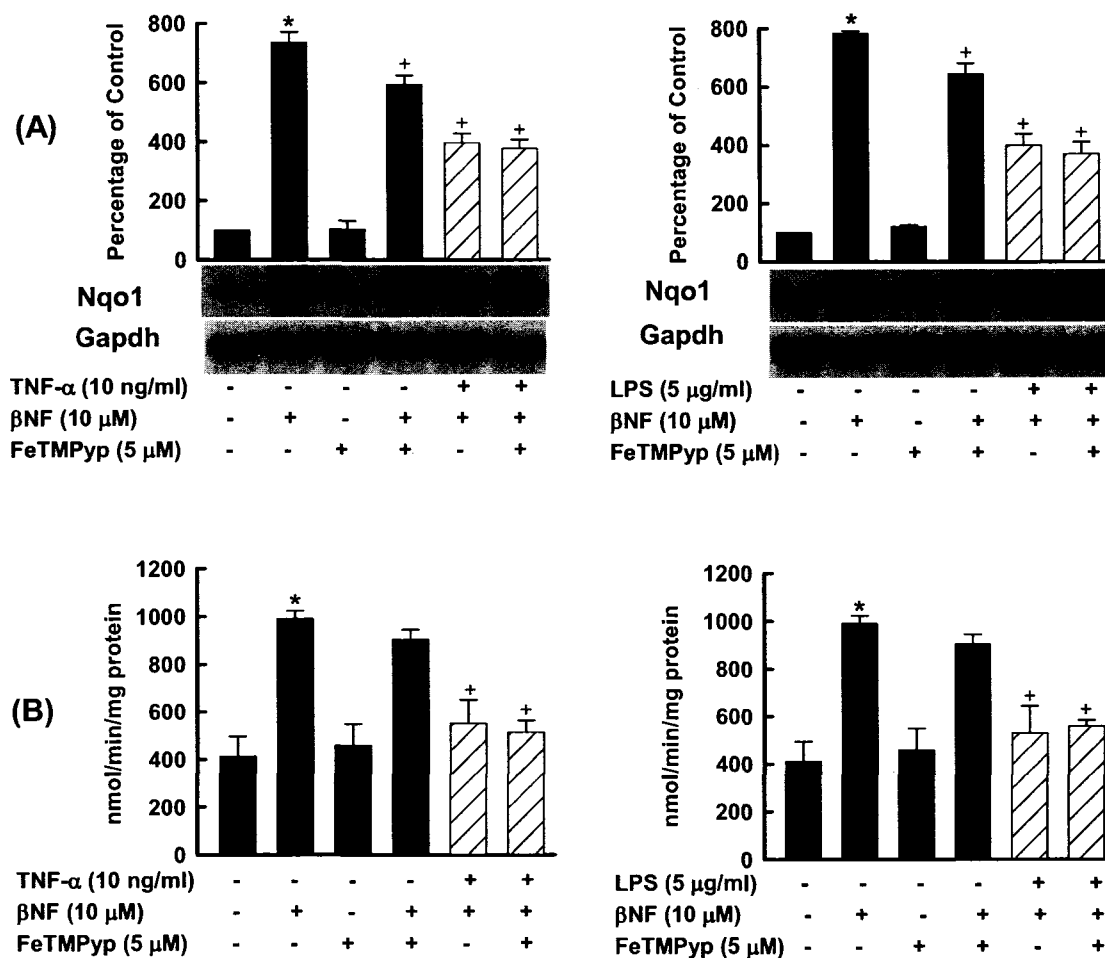 (A)
Percentage of Control
800
600
400
200
0
*
+
+
+
Nqo1
Gapdh
TNF-α (10 ng/ml) - - - - + +
βNF (10 μM) - + - + + +
FeTMPyp (5 μM) - - + + - +
Percentage of Control
800
600
400
200
0
*
+
+
+
Nqo1
Gapdh
LPS (5 μg/ml) - - - - + +
βNF (10 μM) - + - + + +
FeTMPyp (5 μM) - - + + - +
(B)
nmol/min/mg protein
1200
1000
800
600
400
200
0
*
+
+
TNF-α (10 ng/ml) - - - - + +
βNF (10 μM) - + - + + +
FeTMPyp (5 μM) - - + + - +
nmol/min/mg protein
1200
1000
800
600
400
200
0
*
+
+
LPS (5 μg/ml) - - - - + +
βNF (10 μM) - + - + + +
FeTMPyp (5 μM) - - + + - +